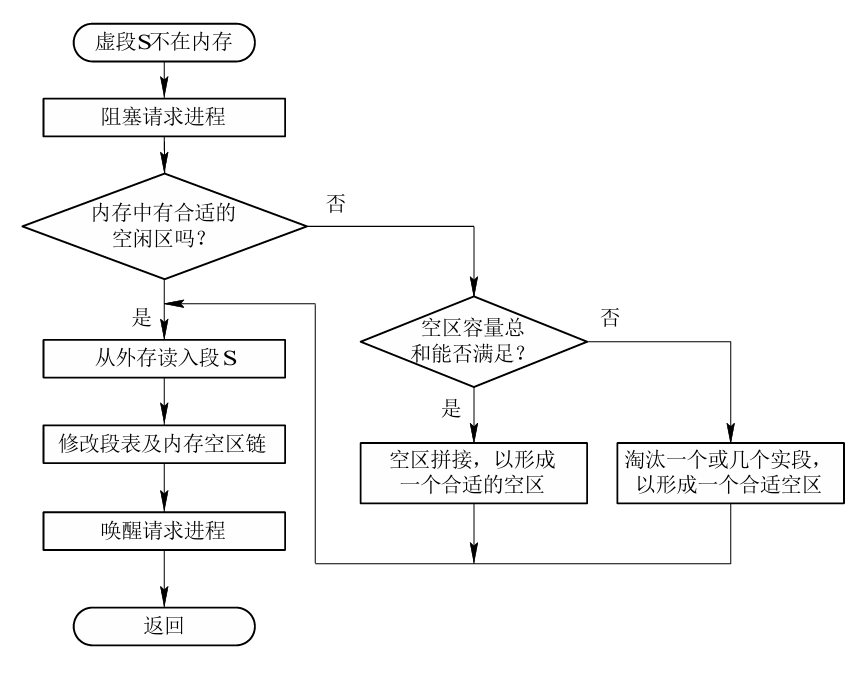 虚段S不在内存
阻塞请求进程
内存中有合适的
空闲区吗？
否
是
从外存读入段S
修改段表及内存空区链
唤醒请求进程
返回
空区容量总
和能否满足？
否
是
空区拼接，以形成
一个合适的空区
淘汰一个或几个实段，
以形成一个合适空区